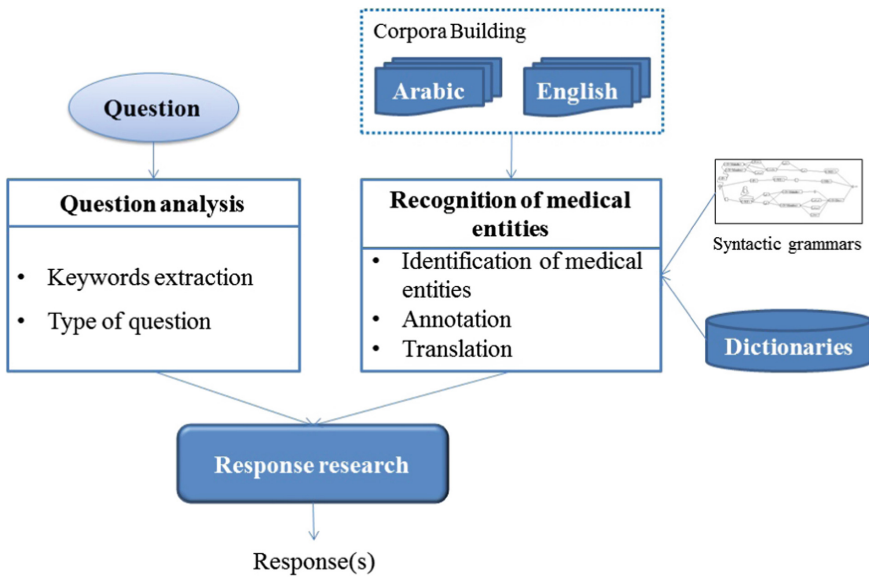 Corpora Building
Arabic
English
Question
Question analysis
• Keywords extraction
• Type of question
Recognition of medical
entities
• Identification of medical
entities
• Annotation
• Translation
Syntactic grammars
Dictionaries
Response research
Response(s)